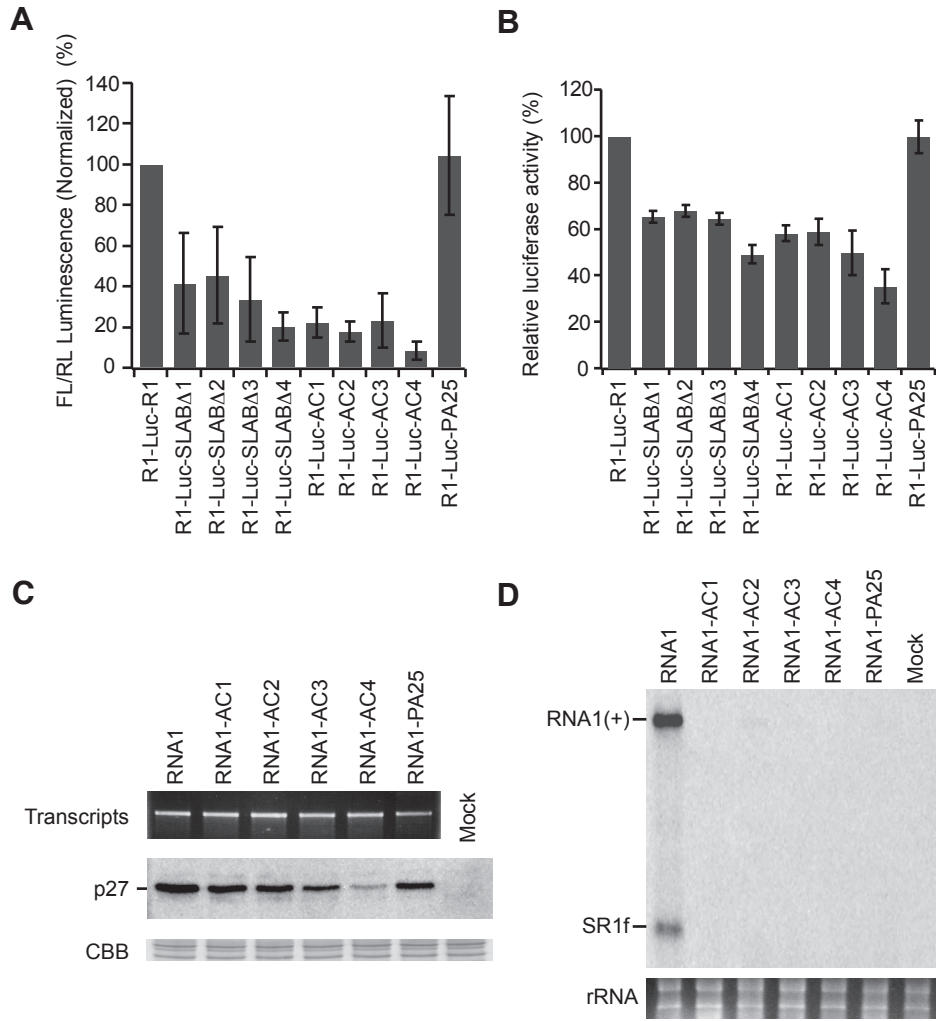 A
FL/RL Luminescence (Normalized) (%)
140
120
100
80
60
40
20
0
R1-Luc-R1
R1-Luc-SLABΔ1
R1-Luc-SLABΔ2
R1-Luc-SLABΔ3
R1-Luc-SLABΔ4
R1-Luc-AC1
R1-Luc-AC2
R1-Luc-AC3
R1-Luc-AC4
R1-Luc-PA25
B
Relative luciferase activity (%)
120
100
80
60
40
20
0
R1-Luc-R1
R1-Luc-SLABΔ1
R1-Luc-SLABΔ2
R1-Luc-SLABΔ3
R1-Luc-SLABΔ4
R1-Luc-AC1
R1-Luc-AC2
R1-Luc-AC3
R1-Luc-AC4
R1-Luc-PA25
C
RNA1
RNA1-AC1
RNA1-AC2
RNA1-AC3
RNA1-AC4
RNA1-PA25
Mock
Transcripts
p27
CBB
D
RNA1
RNA1-AC1
RNA1-AC2
RNA1-AC3
RNA1-AC4
RNA1-PA25
Mock
RNA1(+)
SR1f
rRNA